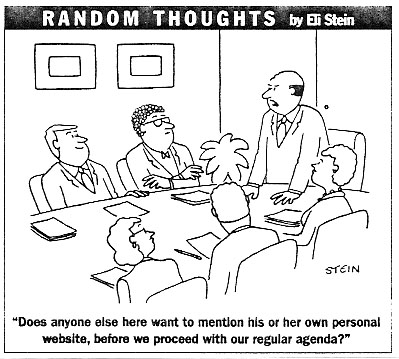 RANDOM THOUGHTS by Eli Stein
STEIN
"Does anyone else here want to mention his or her own personal
website, before we proceed with our regular agenda?"